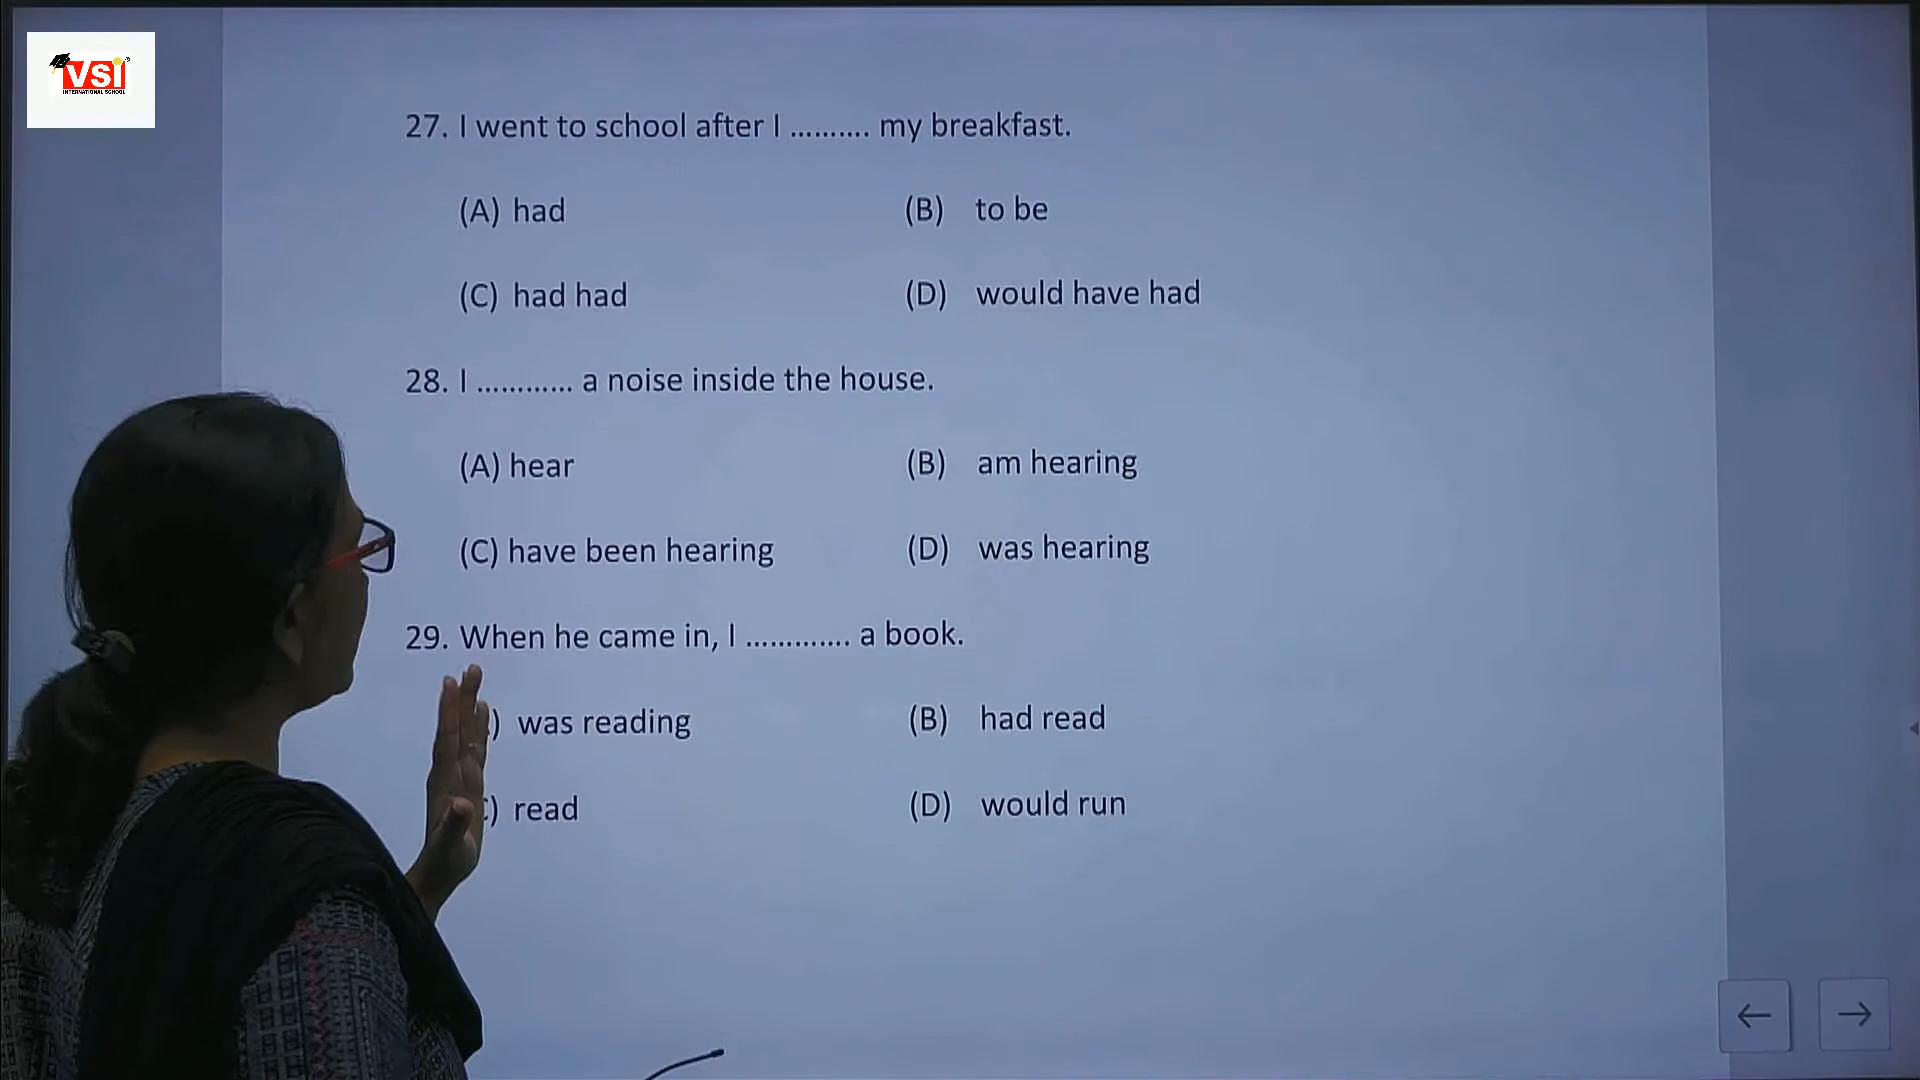 VSI
INTERNATIONAL SCHOOL
27. I went to school after I .......... my breakfast.
(A) had (B) to be
(C) had had (D) would have had
28. I ............ a noise inside the house.
(A) hear (B) am hearing
(C) have been hearing (D) was hearing
29. When he came in, I ............. a book.
) was reading (B) had read
) read (D) would run